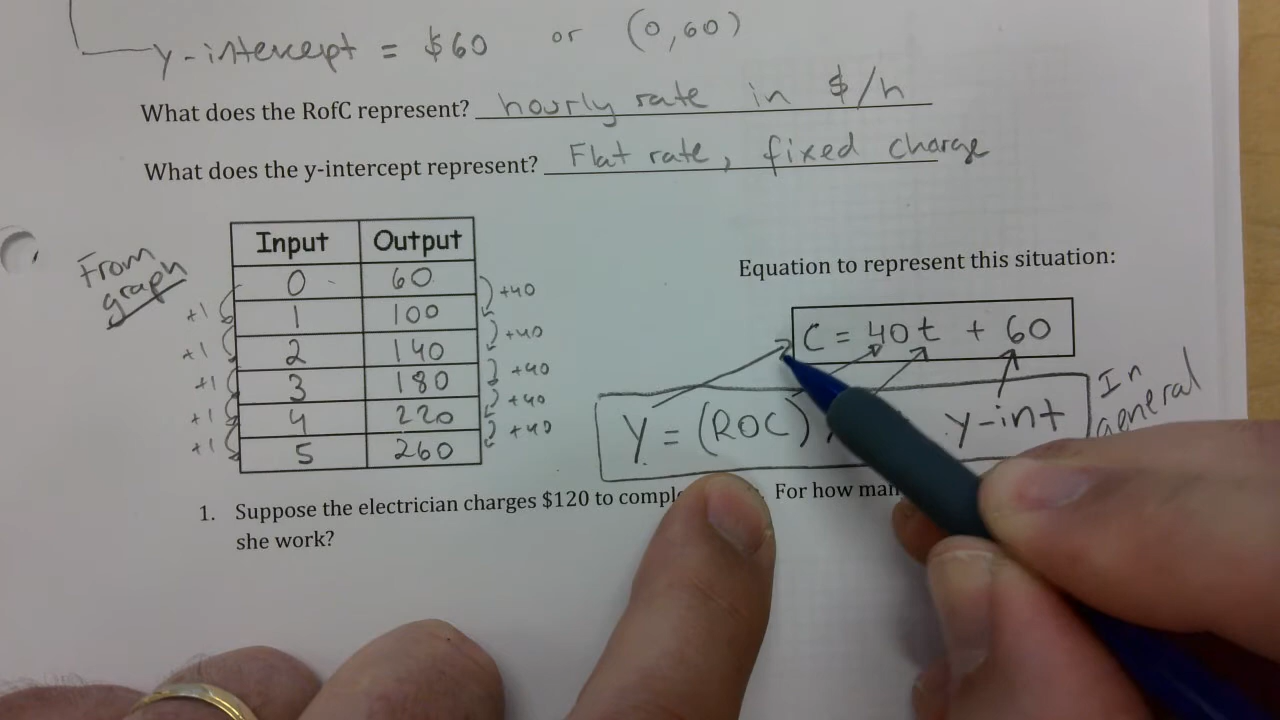 y-intercept = $60 or (0,60)
What does the RofC represent? hourly rate in $/h
What does the y-intercept represent? Flat rate, fixed charge
From graph
Input Output
0 60
1 100
2 140
3 180
4 220
5 260
+1
+1
+1
+1
+1
+40
+40
+40
+40
+40
Equation to represent this situation:
C = 40t + 60
y = (ROC) y-int
In general
1. Suppose the electrician charges $120 to For how
she work?